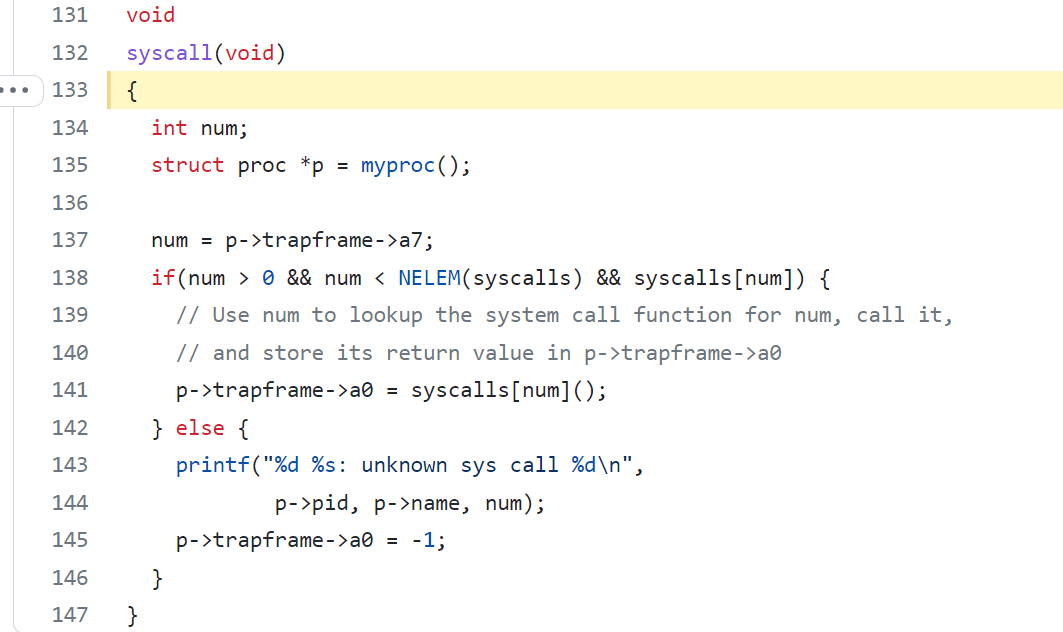 131 void
132 syscall(void)
••• 133 {
134   int num;
135   struct proc *p = myproc();
136
137   num = p->trapframe->a7;
138   if(num > 0 && num < NELEM(syscalls) && syscalls[num]) {
139     // Use num to lookup the system call function for num, call it,
140     // and store its return value in p->trapframe->a0
141     p->trapframe->a0 = syscalls[num]();
142   } else {
143     printf("%d %s: unknown sys call %d\n",
144             p->pid, p->name, num);
145     p->trapframe->a0 = -1;
146   }
147 }